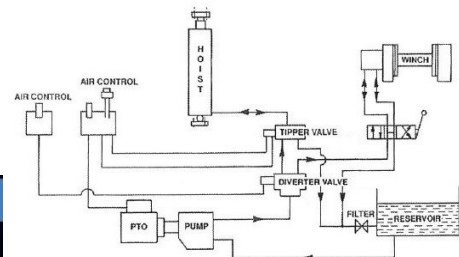 HOIST
WINCH
AIR CONTROL
AIR CONTROL
TIPPER VALVE
DIVERTER VALVE
FILTER
RESERVOIR
PTO
PUMP